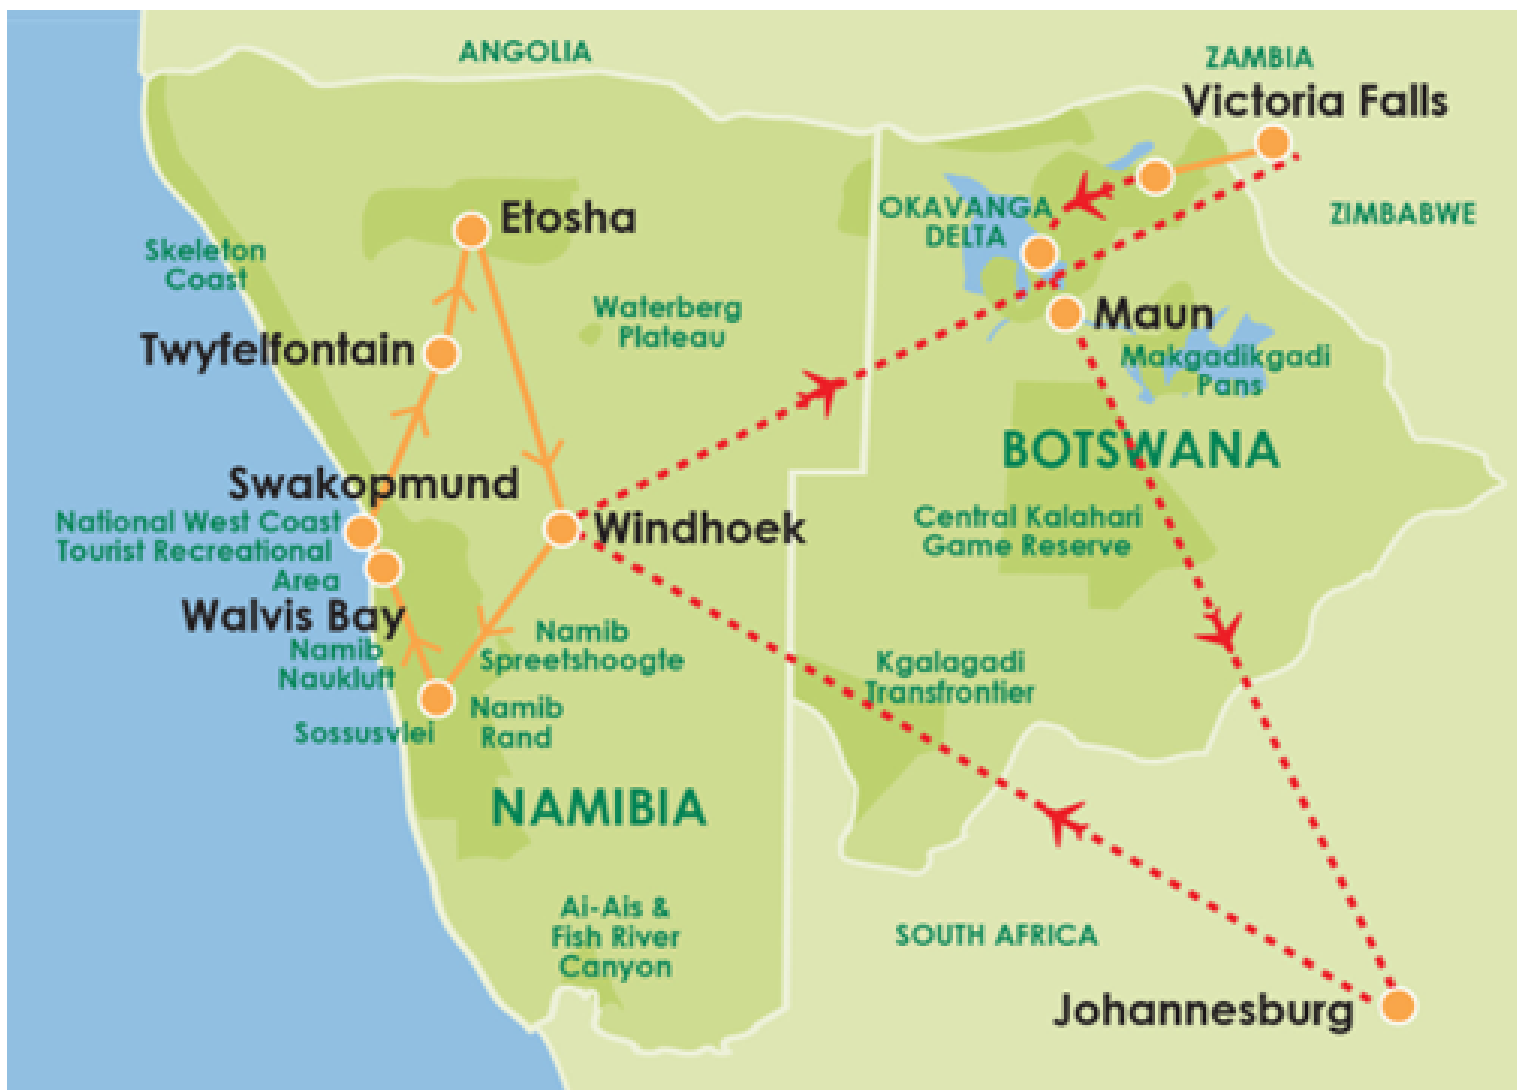 ANGOLIA
ZAMBIA
Victoria Falls
Etosha
OKAVANGA
DELTA
ZIMBABWE
Skeleton
Coast
Waterberg
Plateau
Maun
Twyfelfontain
Makgadikgadi
Pans
BOTSWANA
Swakopmund
National West Coast
Tourist Recreational
Area
Windhoek
Central Kalahari
Game Reserve
Walvis Bay
Namib
Naukluft
Namib
Spreetshoogte
Kgalagadi
Transfrontier
Sossusvlei
Namib
Rand
NAMIBIA
Ai-Ais &
Fish River
Canyon
SOUTH AFRICA
Johannesburg